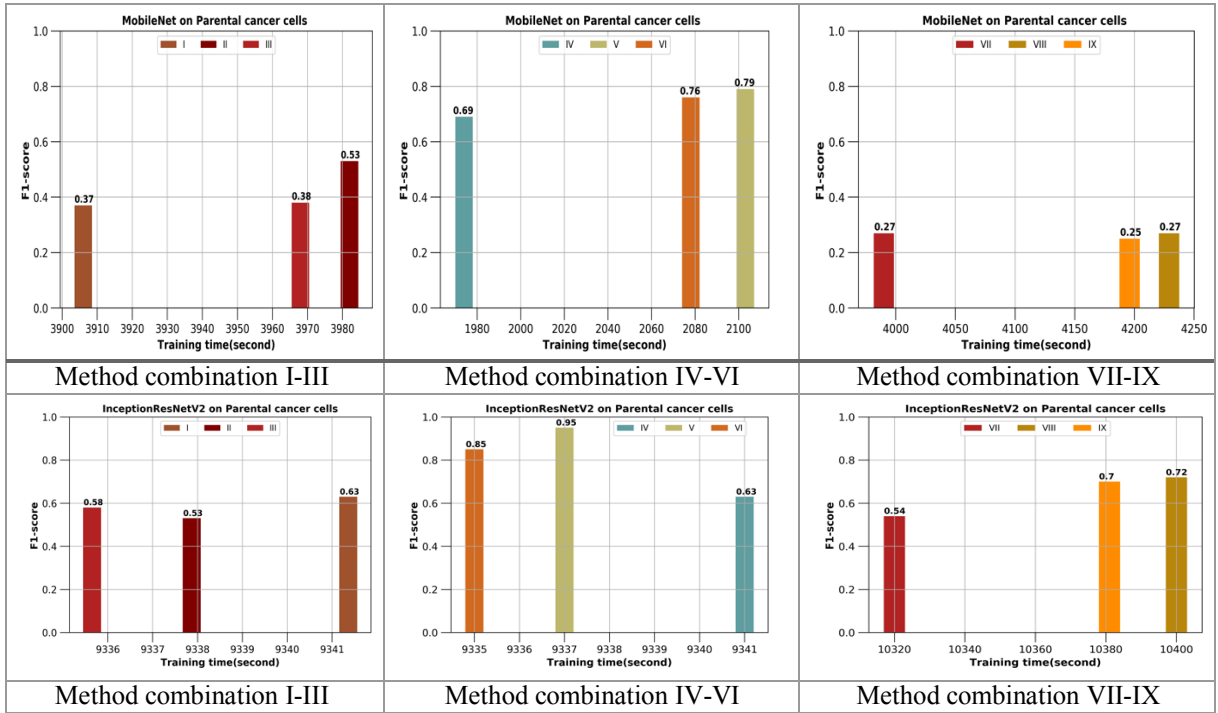 MobileNet on Parental cancer cells
I II III
1.0
0.8
0.6
0.4
0.2
0.0
F1-score
0.37
0.38
0.53
3900 3910 3920 3930 3940 3950 3960 3970 3980
Training time(second)
MobileNet on Parental cancer cells
IV V VI
1.0
0.8
0.6
0.4
0.2
0.0
F1-score
0.69
0.76
0.79
1980 2000 2020 2040 2060 2080 2100
Training time(second)
MobileNet on Parental cancer cells
VII VIII IX
1.0
0.8
0.6
0.4
0.2
0.0
F1-score
0.27
0.25
0.27
4000 4050 4100 4150 4200 4250
Training time(second)
Method combination I-III
Method combination IV-VI
Method combination VII-IX
InceptionResNetV2 on Parental cancer cells
I II III
1.0
0.8
0.6
0.4
0.2
0.0
F1-score
0.58
0.53
0.63
9336 9337 9338 9339 9340 9341
Training time(second)
InceptionResNetV2 on Parental cancer cells
IV V VI
1.0
0.8
0.6
0.4
0.2
0.0
F1-score
0.85
0.95
0.63
9335 9336 9337 9338 9339 9340 9341
Training time(second)
InceptionResNetV2 on Parental cancer cells
VII VIII IX
1.0
0.8
0.6
0.4
0.2
0.0
F1-score
0.54
0.7
0.72
10320 10340 10360 10380 10400
Training time(second)
Method combination I-III
Method combination IV-VI
Method combination VII-IX